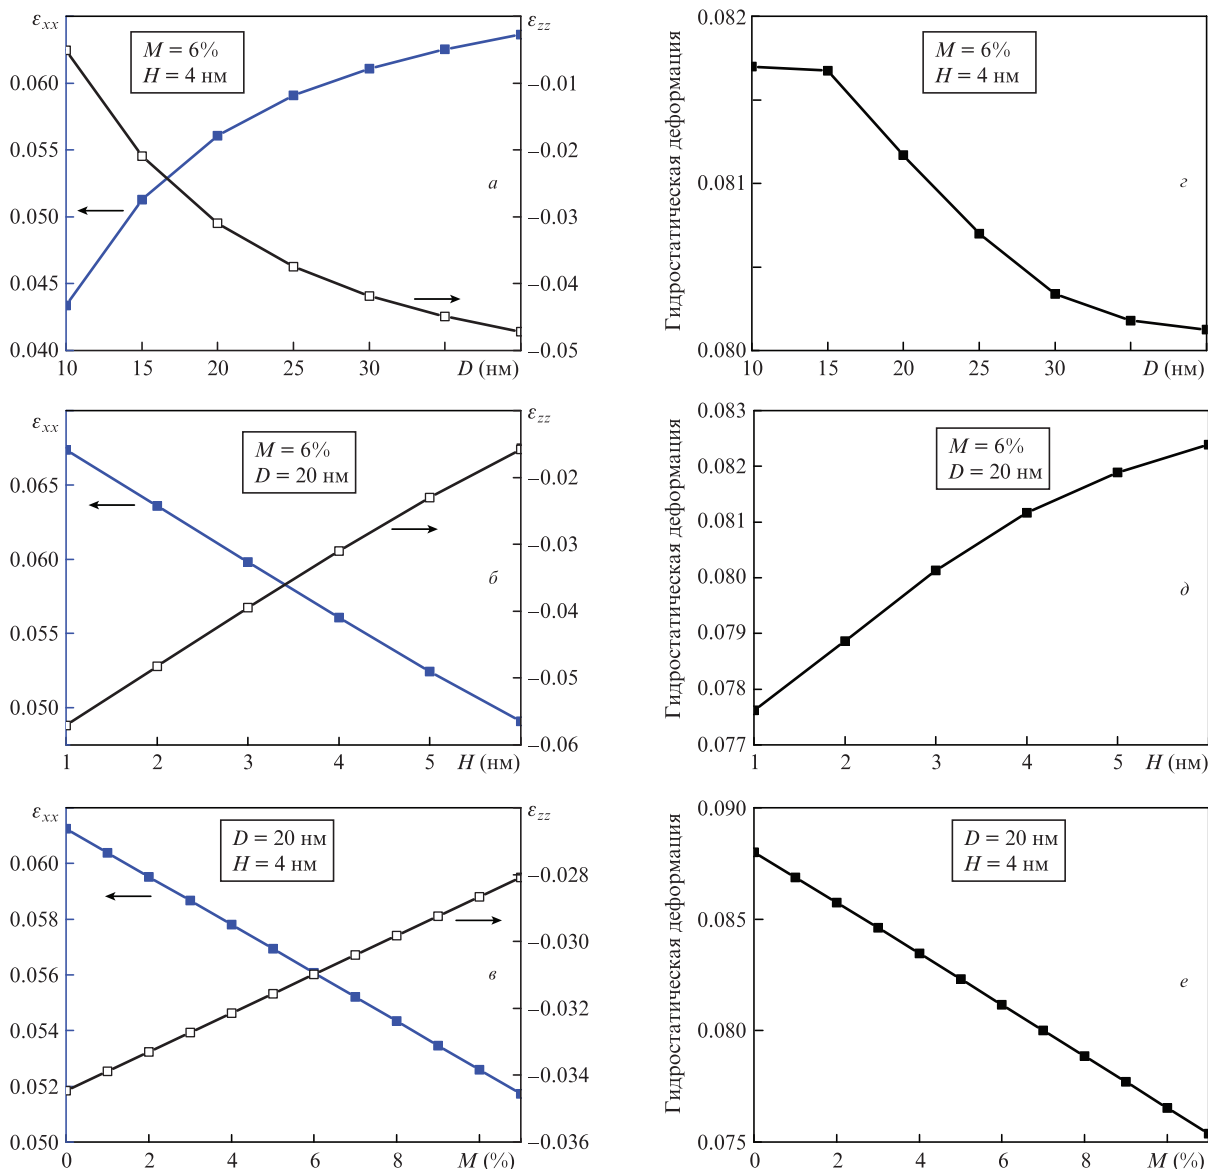 εxx
εzz
M = 6%
H = 4 нм
0.060
0.055
0.050
0.045
0.040
–0.01
–0.02
–0.03
–0.04
–0.05
а
10
15
20
25
30
D (нм)
Гидростатическая деформация
0.082
0.081
0.080
M = 6%
H = 4 нм
г
10
15
20
25
30
D (нм)
εxx
εzz
M = 6%
D = 20 нм
0.065
0.060
0.055
0.050
–0.02
–0.03
–0.04
–0.05
–0.06
б
1
2
3
4
5
H (нм)
Гидростатическая деформация
0.083
0.082
0.081
0.080
0.079
0.078
0.077
M = 6%
D = 20 нм
д
1
2
3
4
5
H (нм)
εxx
εzz
D = 20 нм
H = 4 нм
0.060
0.058
0.056
0.054
0.052
0.050
–0.028
–0.030
–0.032
–0.034
–0.036
в
0
2
4
6
8
M (%)
Гидростатическая деформация
0.090
0.085
0.080
0.075
D = 20 нм
H = 4 нм
е
0
2
4
6
8
M (%)